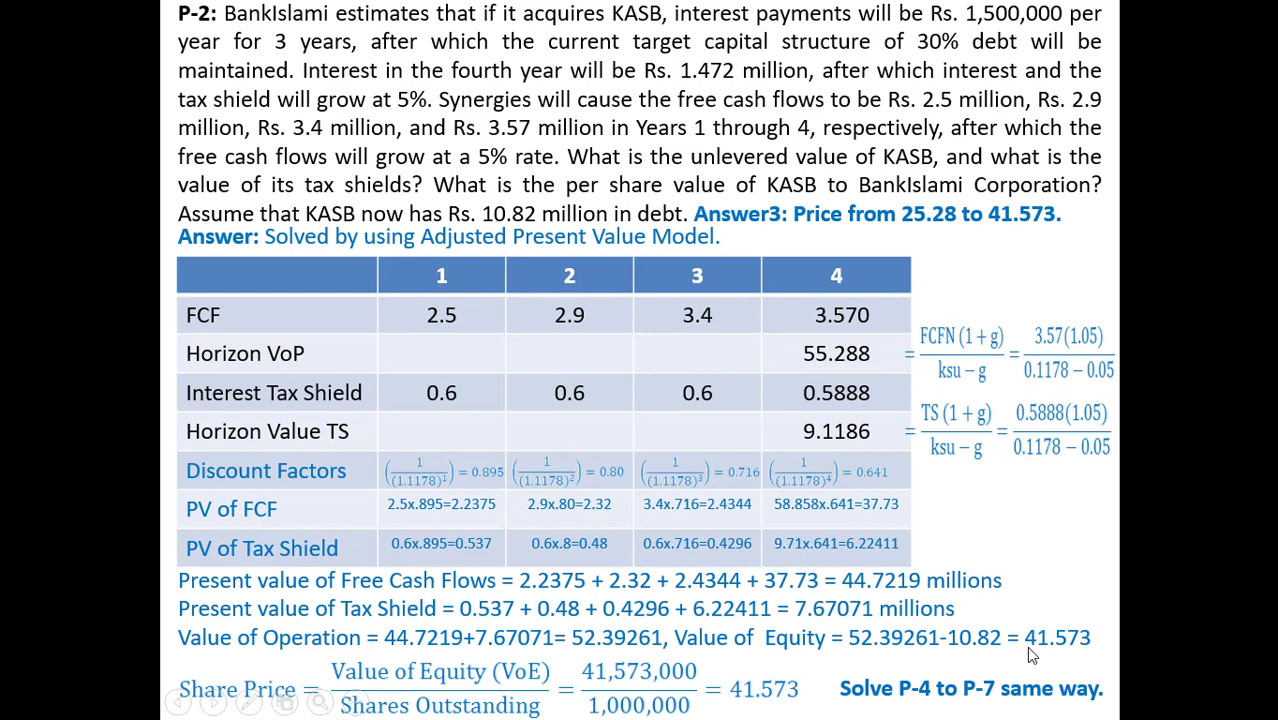 P-2: BankIslami estimates that if it acquires KASB, interest payments will be Rs. 1,500,000 per
year for 3 years, after which the current target capital structure of 30% debt will be
maintained. Interest in the fourth year will be Rs. 1.472 million, after which interest and the
tax shield will grow at 5%. Synergies will cause the free cash flows to be Rs. 2.5 million, Rs. 2.9
million, Rs. 3.4 million, and Rs. 3.57 million in Years 1 through 4, respectively, after which the
free cash flows will grow at a 5% rate. What is the unlevered value of KASB, and what is the
value of its tax shields? What is the per share value of KASB to BankIslami Corporation?
Assume that KASB now has Rs. 10.82 million in debt. Answer3: Price from 25.28 to 41.573.
Answer: Solved by using Adjusted Present Value Model.
1 2 3 4
FCF 2.5 2.9 3.4 3.570
Horizon VoP 55.288 = FCFN (1 + g) / ksu − g = 3.57(1.05) / 0.1178 − 0.05
Interest Tax Shield 0.6 0.6 0.6 0.5888
Horizon Value TS 9.1186 = TS (1 + g) / ksu − g = 0.5888(1.05) / 0.1178 − 0.05
Discount Factors (1 / (1.1178)^1) = 0.895 (1 / (1.1178)^2) = 0.80 (1 / (1.1178)^3) = 0.716 (1 / (1.1178)^4) = 0.641
PV of FCF 2.5x.895=2.2375 2.9x.80=2.32 3.4x.716=2.4344 58.858x.641=37.73
PV of Tax Shield 0.6x.895=0.537 0.6x.8=0.48 0.6x.716=0.4296 9.71x.641=6.22411
Present value of Free Cash Flows = 2.2375 + 2.32 + 2.4344 + 37.73 = 44.7219 millions
Present value of Tax Shield = 0.537 + 0.48 + 0.4296 + 6.22411 = 7.67071 millions
Value of Operation = 44.7219+7.67071= 52.39261, Value of Equity = 52.39261-10.82 = 41.573
Share Price = Value of Equity (VoE) / Shares Outstanding = 41,573,000 / 1,000,000 = 41.573 Solve P-4 to P-7 same way.